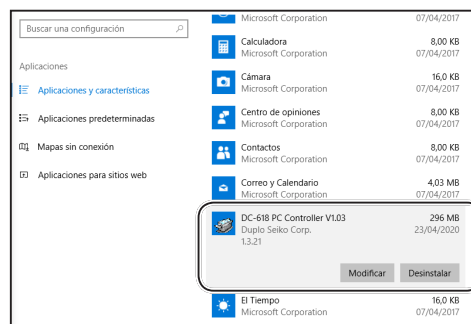 Buscar una configuración
Aplicaciones
Aplicaciones y características
Aplicaciones predeterminadas
Mapas sin conexión
Aplicaciones para sitios web
Microsoft Corporation 07/04/2017
Calculadora 8,00 KB
Microsoft Corporation 07/04/2017
Cámara 16,0 KB
Microsoft Corporation 07/04/2017
Centro de opiniones 8,00 KB
Microsoft Corporation 07/04/2017
Contactos 8,00 KB
Microsoft Corporation 07/04/2017
Correo y Calendario 4,03 MB
Microsoft Corporation 07/04/2017
DC-618 PC Controller V1.03 296 MB
Duplo Seiko Corp. 23/04/2020
1.3.21
Modificar Desinstalar
El Tiempo 16,0 KB
Microsoft Corporation 07/04/2017